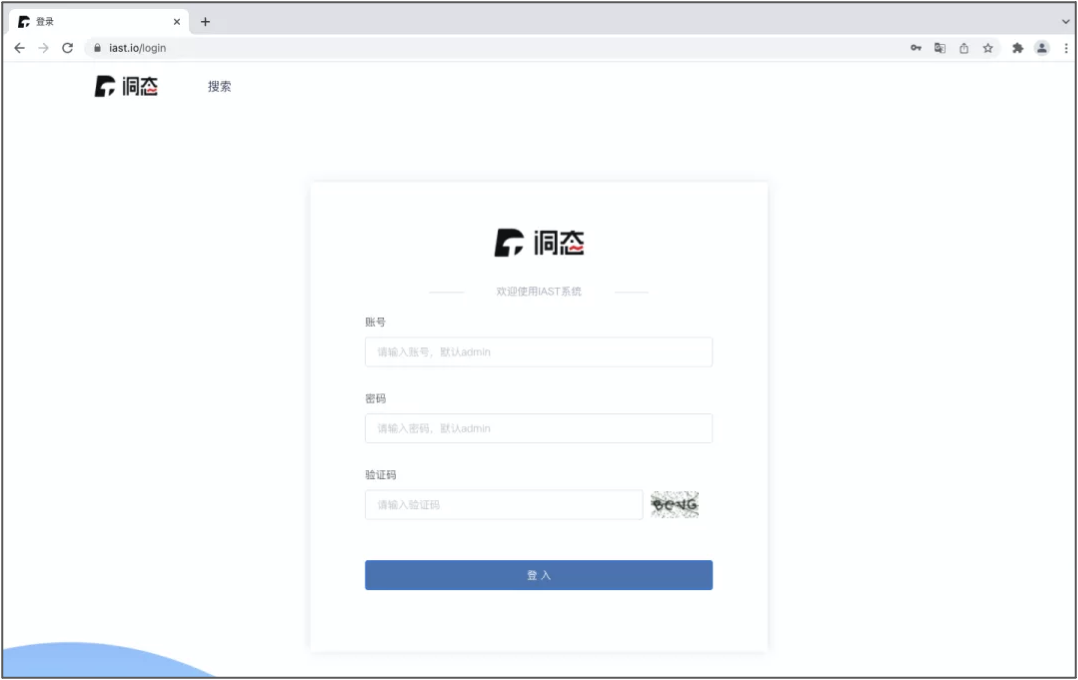 登录
iast.io/login
洞态
搜索
洞态
欢迎使用IAST系统
账号
请输入账号，默认admin
密码
请输入密码，默认admin
验证码
请输入验证码
登 入